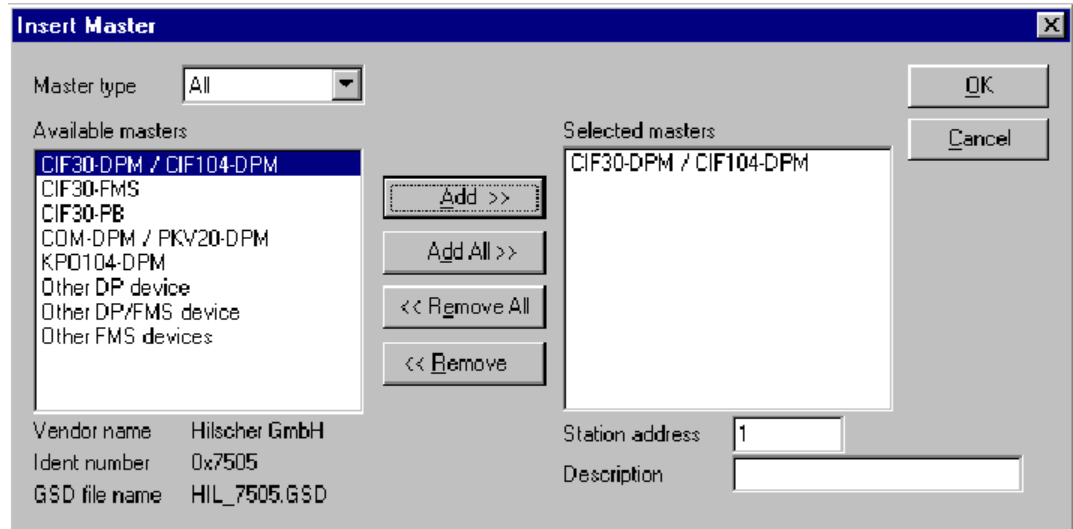 Insert Master
Master type All
OK
Available masters
Selected masters
Cancel
CIF30-DPM / CIF104-DPM
CIF30-FMS
CIF30-PB
COM-DPM / PKV20-DPM
KPO104-DPM
Other DP device
Other DP/FMS device
Other FMS devices
Add >>
Add All >>
<< Remove All
<< Remove
CIF30-DPM / CIF104-DPM
Vendor name Hilscher GmbH
Ident number 0x7505
GSD file name HIL_7505.GSD
Station address 1
Description